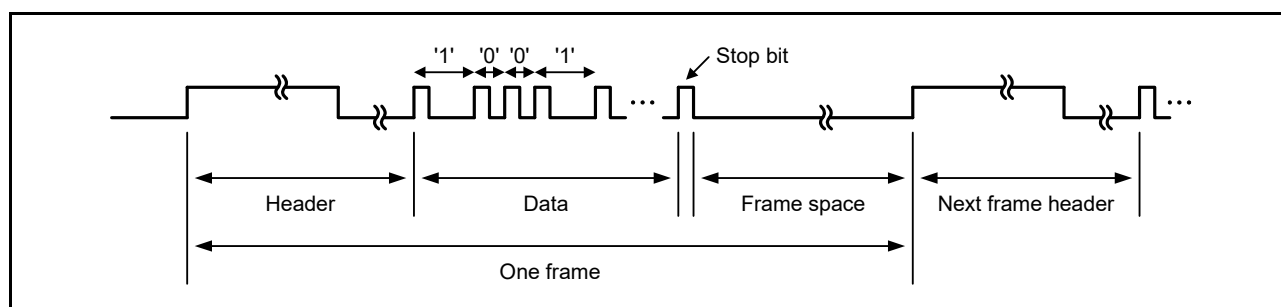 '1' '0' '0' '1'
Stop bit
...
...
Header
Data
Frame space
Next frame header
One frame